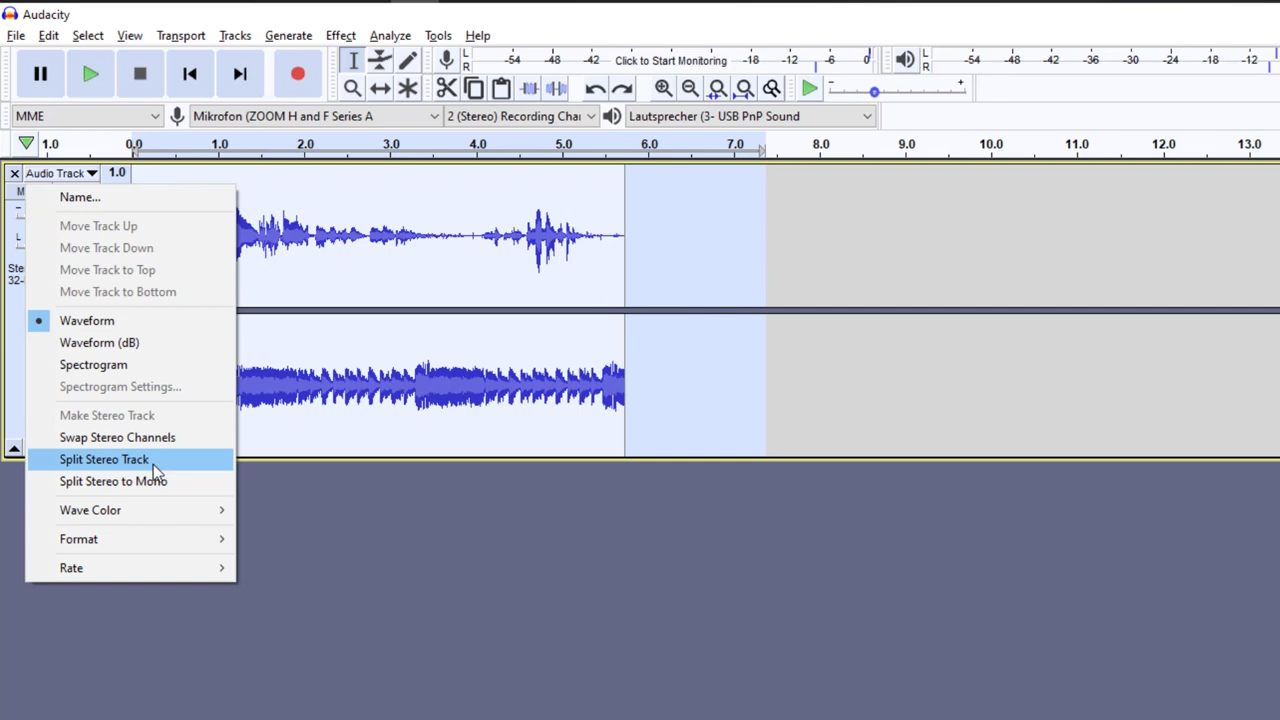 Audacity
File Edit Select View Transport Tracks Generate Effect Analyze Tools Help
L R -54 -48 -42 Click to Start Monitoring -18 -12 -6 0 L R -54 -48 -42 -36 -30 -24 -18 -12
- +
MME Mikrofon (ZOOM H and F Series A 2 (Stereo) Recording Char Lautsprecher (3- USB PnP Sound
1.0 0.0 1.0 2.0 3.0 4.0 5.0 6.0 7.0 8.0 9.0 10.0 11.0 12.0 13.0
Audio Track 1.0
M
-
L
Ste
32-
Name...
Move Track Up
Move Track Down
Move Track to Top
Move Track to Bottom
Waveform
Waveform (dB)
Spectrogram
Spectrogram Settings...
Make Stereo Track
Swap Stereo Channels
Split Stereo Track
Split Stereo to Mono
Wave Color
Format
Rate